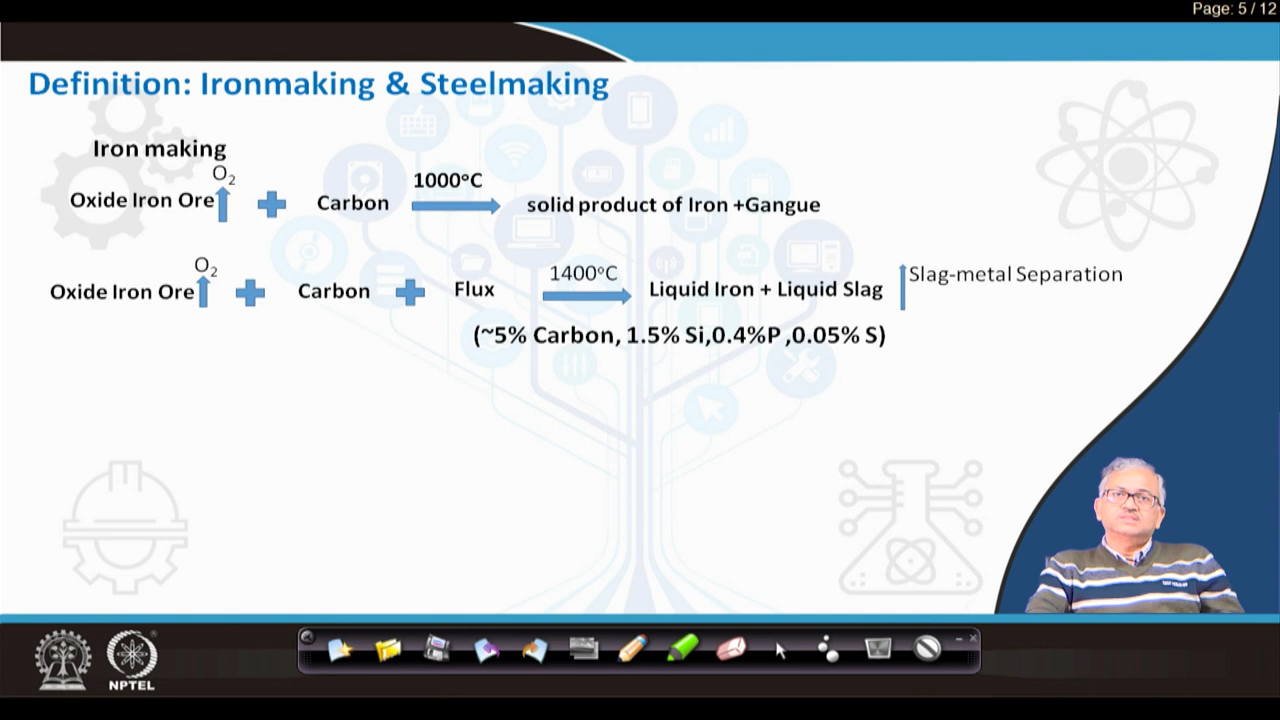 Page: 5 / 12
Definition: Ironmaking & Steelmaking
Iron making
O2
Oxide Iron Ore + Carbon 1000°C solid product of Iron +Gangue
O2
Oxide Iron Ore + Carbon + Flux 1400°C Liquid Iron + Liquid Slag Slag-metal Separation
(~5% Carbon, 1.5% Si,0.4%P ,0.05% S)
NPTEL